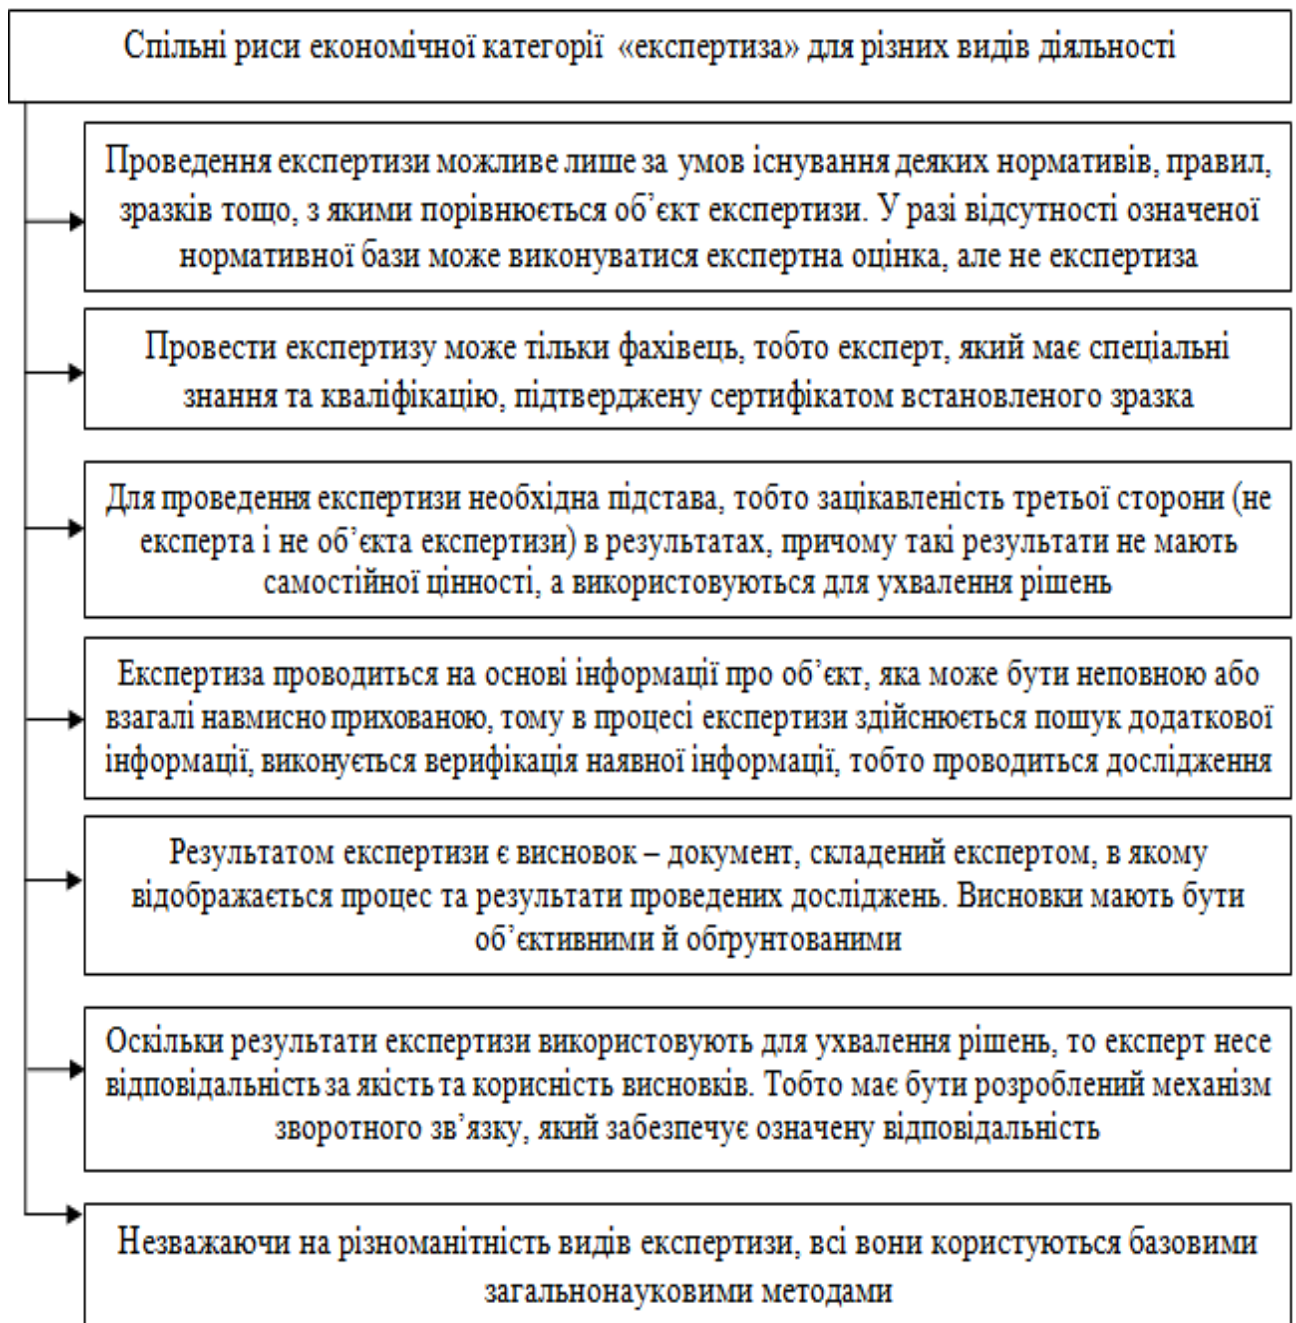 Спільні риси економічної категорії «експертиза» для різних видів діяльності
Проведення експертизи можливе лише за умов існування деяких нормативів, правил,
зразків тощо, з якими порівнюється об’єкт експертизи. У разі відсутності означеної
нормативної бази може виконуватися експертна оцінка, але не експертиза
Провести експертизу може тільки фахівець, тобто експерт, який має спеціальні
знання та кваліфікацію, підтверджену сертифікатом встановленого зразка
Для проведення експертизи необхідна підстава, тобто зацікавленість третьої сторони (не
експерта і не об’єкта експертизи) в результатах, причому такі результати не мають
самостійної цінності, а використовуються для ухвалення рішень
Експертиза проводиться на основі інформації про об’єкт, яка може бути неповною або
взагалі навмисно прихованою, тому в процесі експертизи здійснюється пошук додаткової
інформації, виконується верифікація наявної інформації, тобто проводиться дослідження
Результатом експертизи є висновок – документ, складений експертом, в якому
відображається процес та результати проведених досліджень. Висновки мають бути
об’єктивними й обґрунтованими
Оскільки результати експертизи використовують для ухвалення рішень, то експерт несе
відповідальність за якість та корисність висновків. Тобто має бути розроблений механізм
зворотного зв’язку, який забезпечує означену відповідальність
Незважаючи на різноманітність видів експертизи, всі вони користуються базовими
загальнонауковими методами